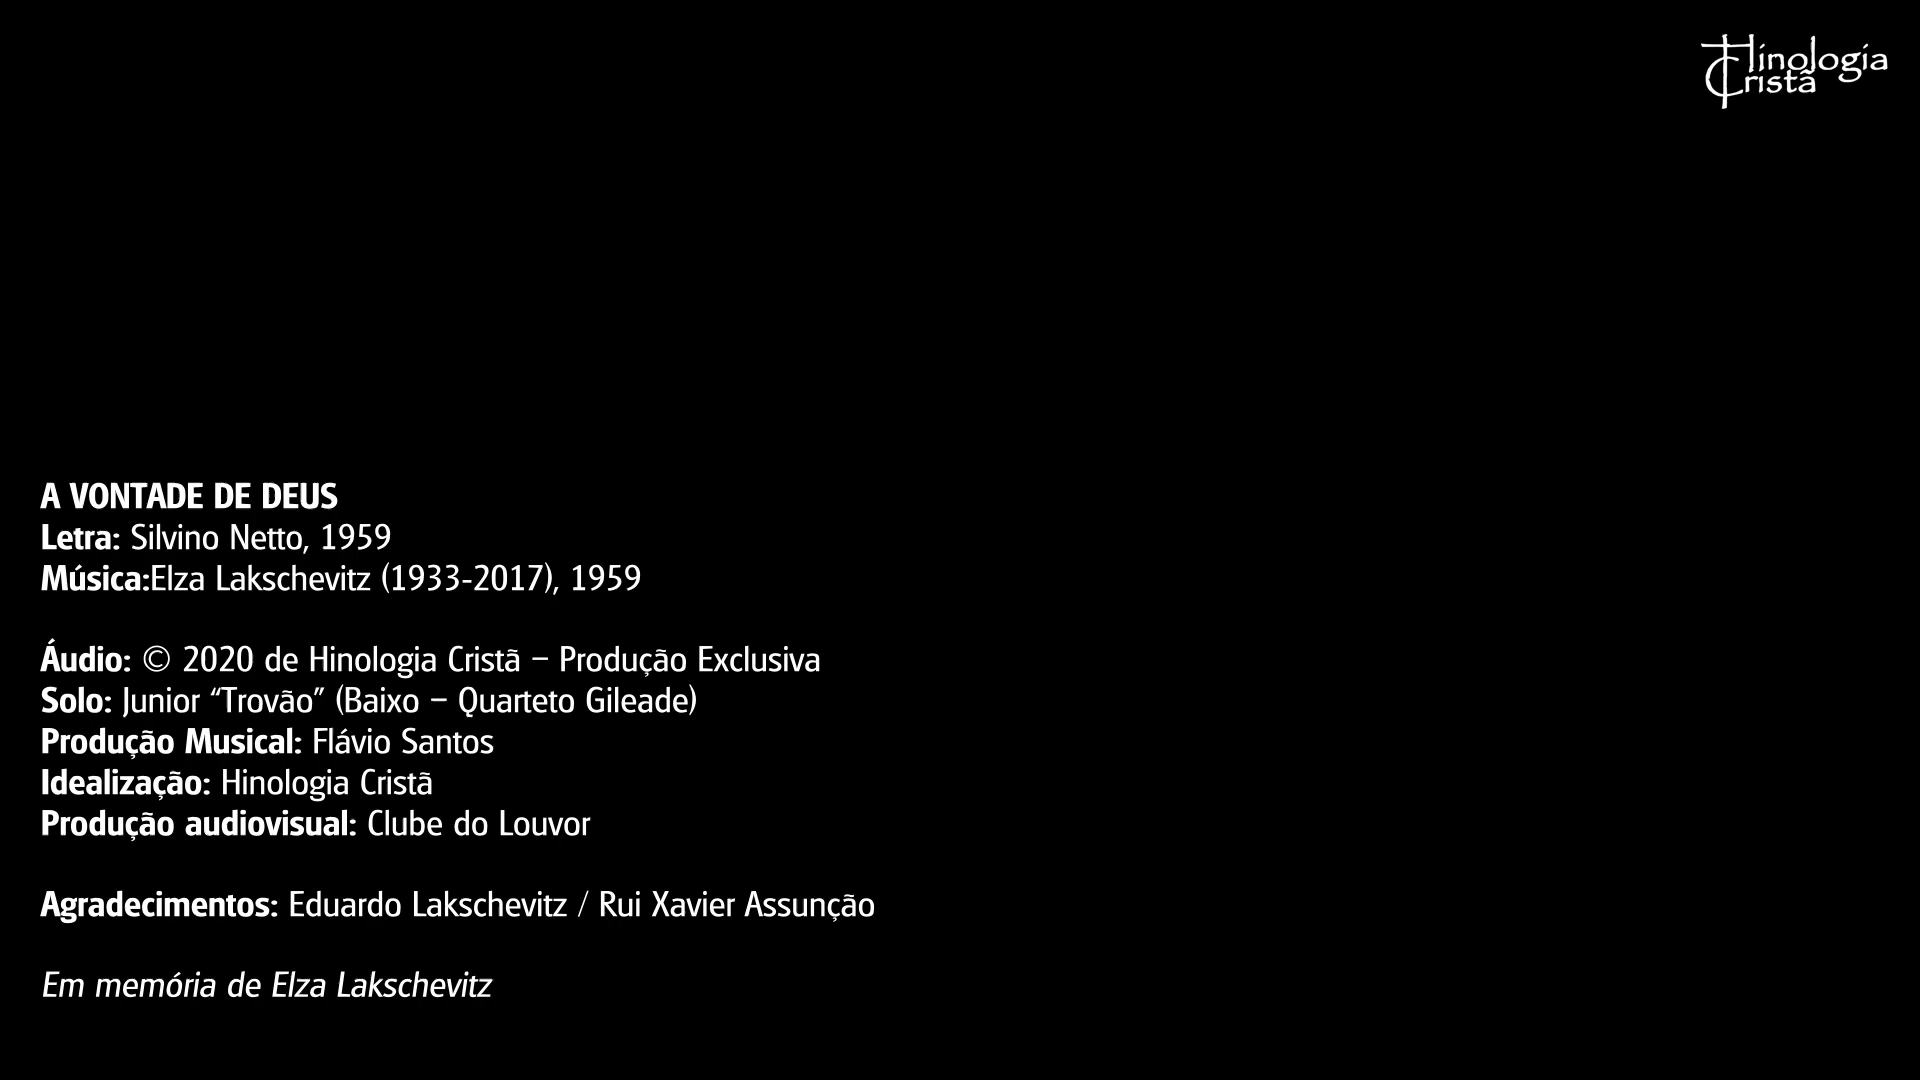 Hinologia
Cristã
A VONTADE DE DEUS
Letra: Silvino Netto, 1959
Música:Elza Lakschevitz (1933-2017), 1959
Áudio: © 2020 de Hinologia Cristã – Produção Exclusiva
Solo: Junior “Trovão” (Baixo – Quarteto Gileade)
Produção Musical: Flávio Santos
Idealização: Hinologia Cristã
Produção audiovisual: Clube do Louvor
Agradecimentos: Eduardo Lakschevitz / Rui Xavier Assunção
Em memória de Elza Lakschevitz